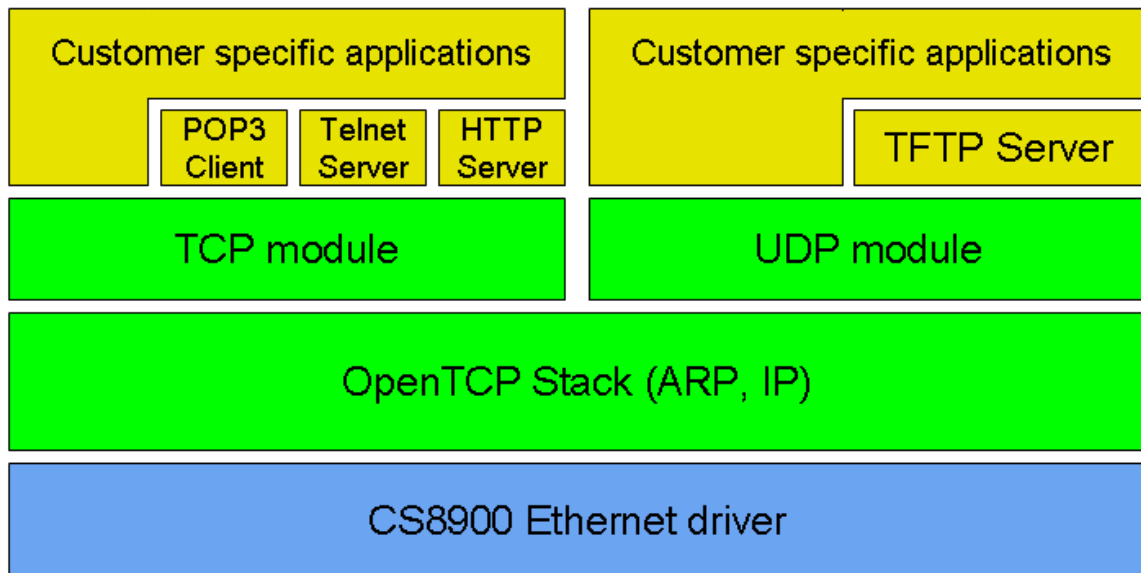 Customer specific applications
Customer specific applications
POP3
Client
Telnet
Server
HTTP
Server
TFTP Server
TCP module
UDP module
OpenTCP Stack (ARP, IP)
CS8900 Ethernet driver